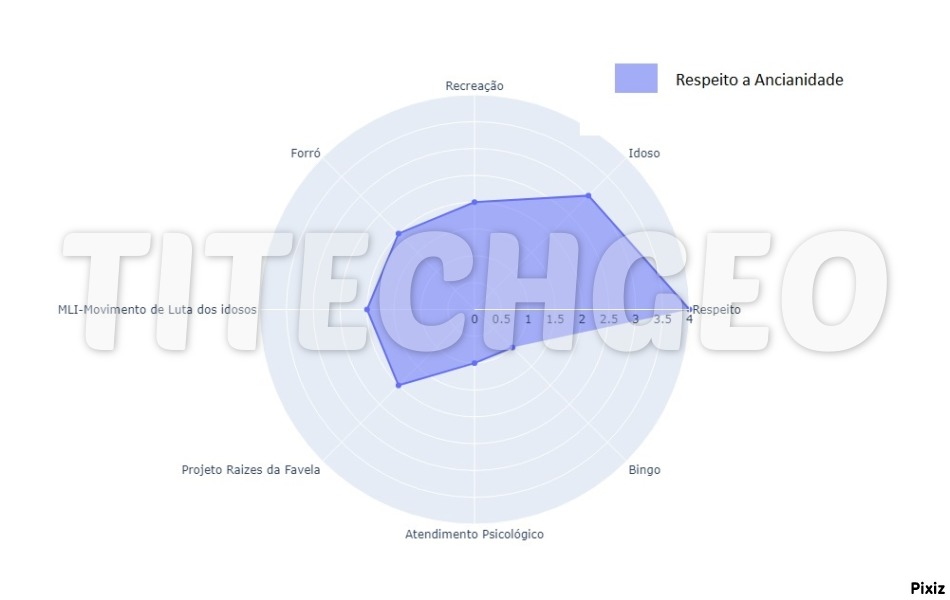 Respeito a Ancianidade
Recreação
Forró
Idoso
TITECHGEO
MLI-Movimento de Luta dos idosos
0 0.5 1 1.5 2 2.5 3 3.5 4
Respeito
Projeto Raizes da Favela
Bingo
Atendimento Psicológico
Pixiz